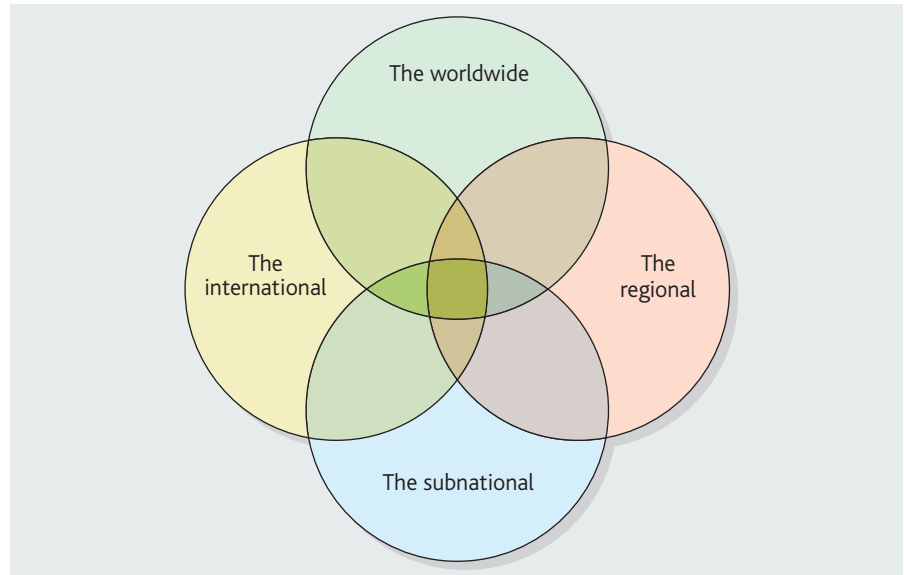 The worldwide
The
international
The
regional
The subnational